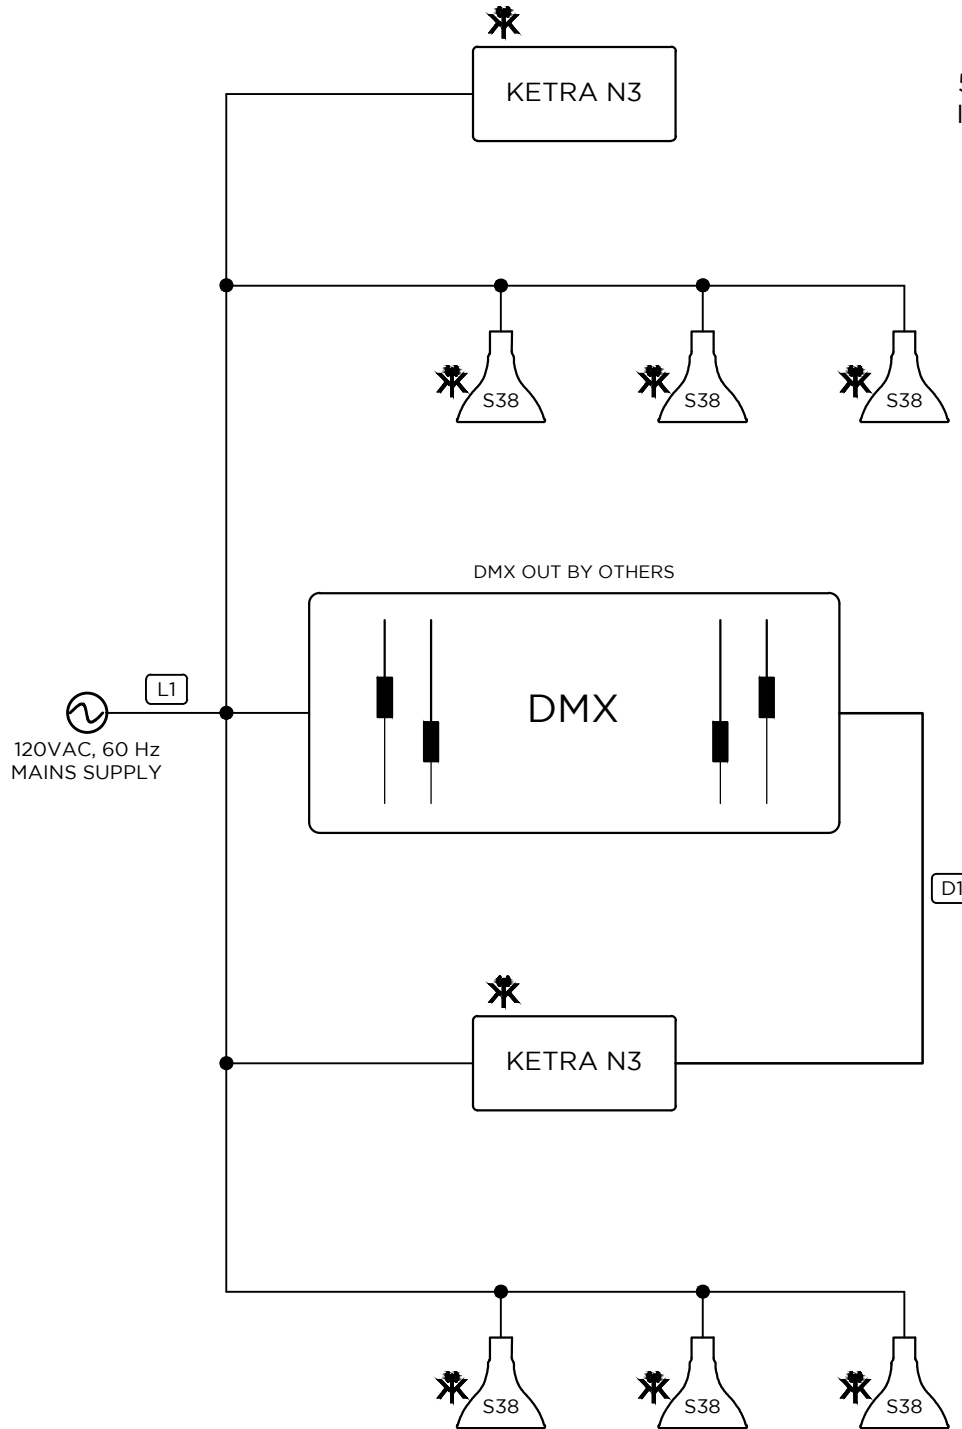 KETRA N3
S38
S38
S38
DMX OUT BY OTHERS
DMX
L1
120VAC, 60 Hz
MAINS SUPPLY
D1
KETRA N3
S38
S38
S38